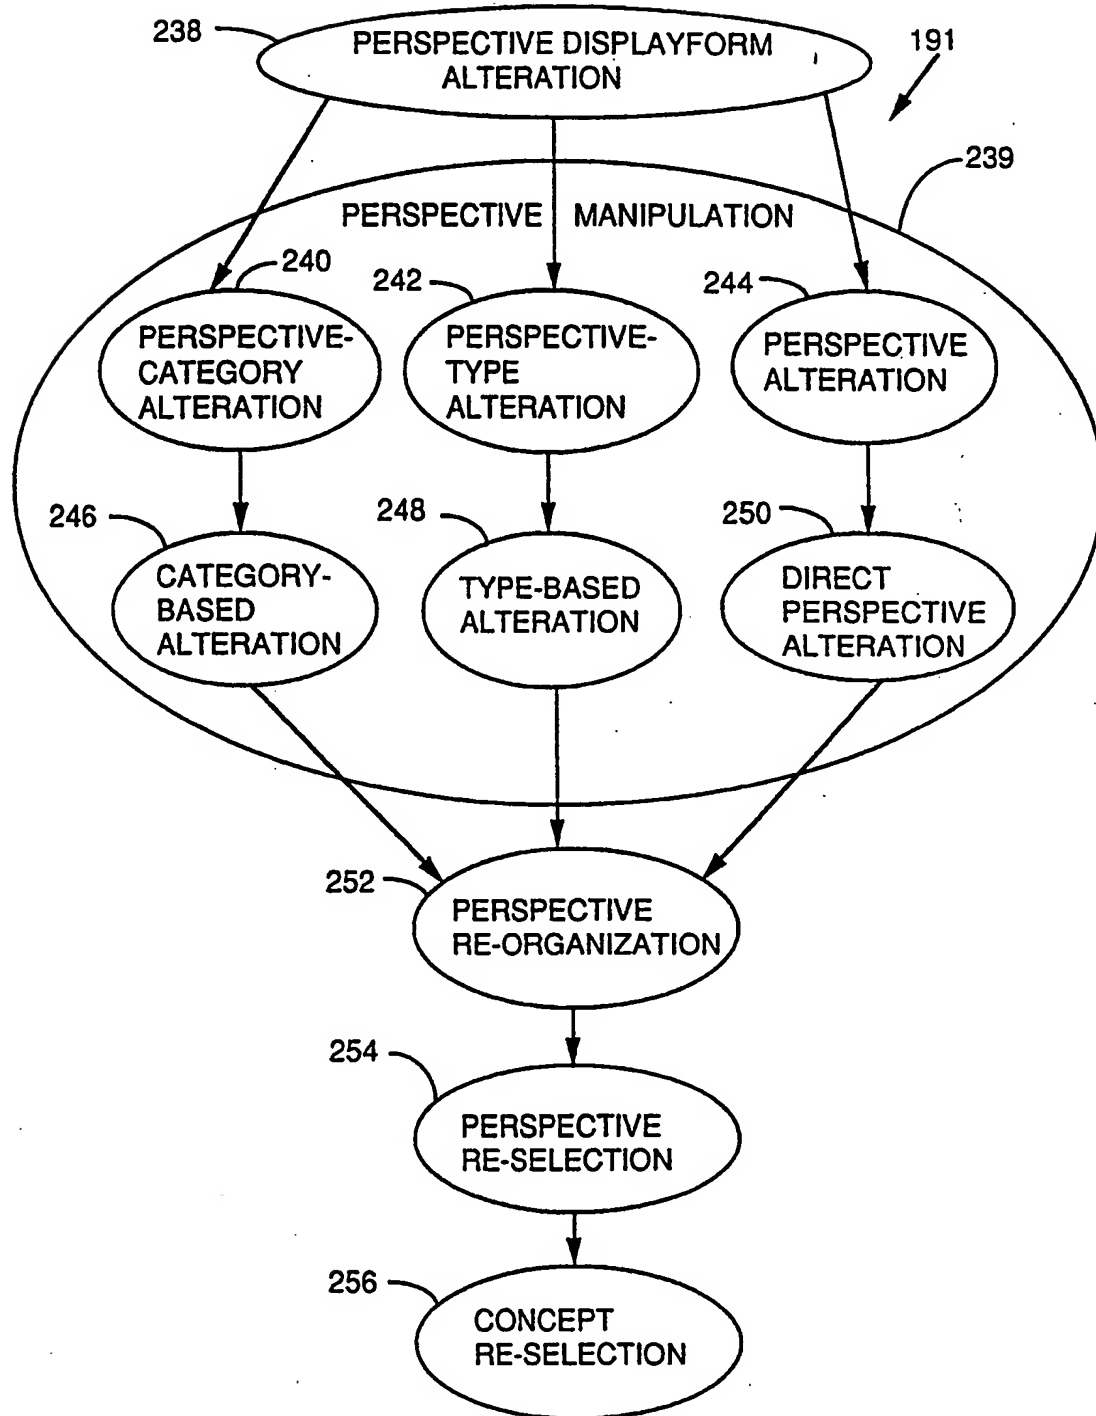 238
PERSPECTIVE DISPLAYFORM
ALTERATION
191
239
PERSPECTIVE MANIPULATION
240
242
244
PERSPECTIVE-
CATEGORY
ALTERATION
PERSPECTIVE-
TYPE
ALTERATION
PERSPECTIVE
ALTERATION
246
248
250
CATEGORY-
BASED
ALTERATION
TYPE-BASED
ALTERATION
DIRECT
PERSPECTIVE
ALTERATION
252
PERSPECTIVE
RE-ORGANIZATION
254
PERSPECTIVE
RE-SELECTION
256
CONCEPT
RE-SELECTION